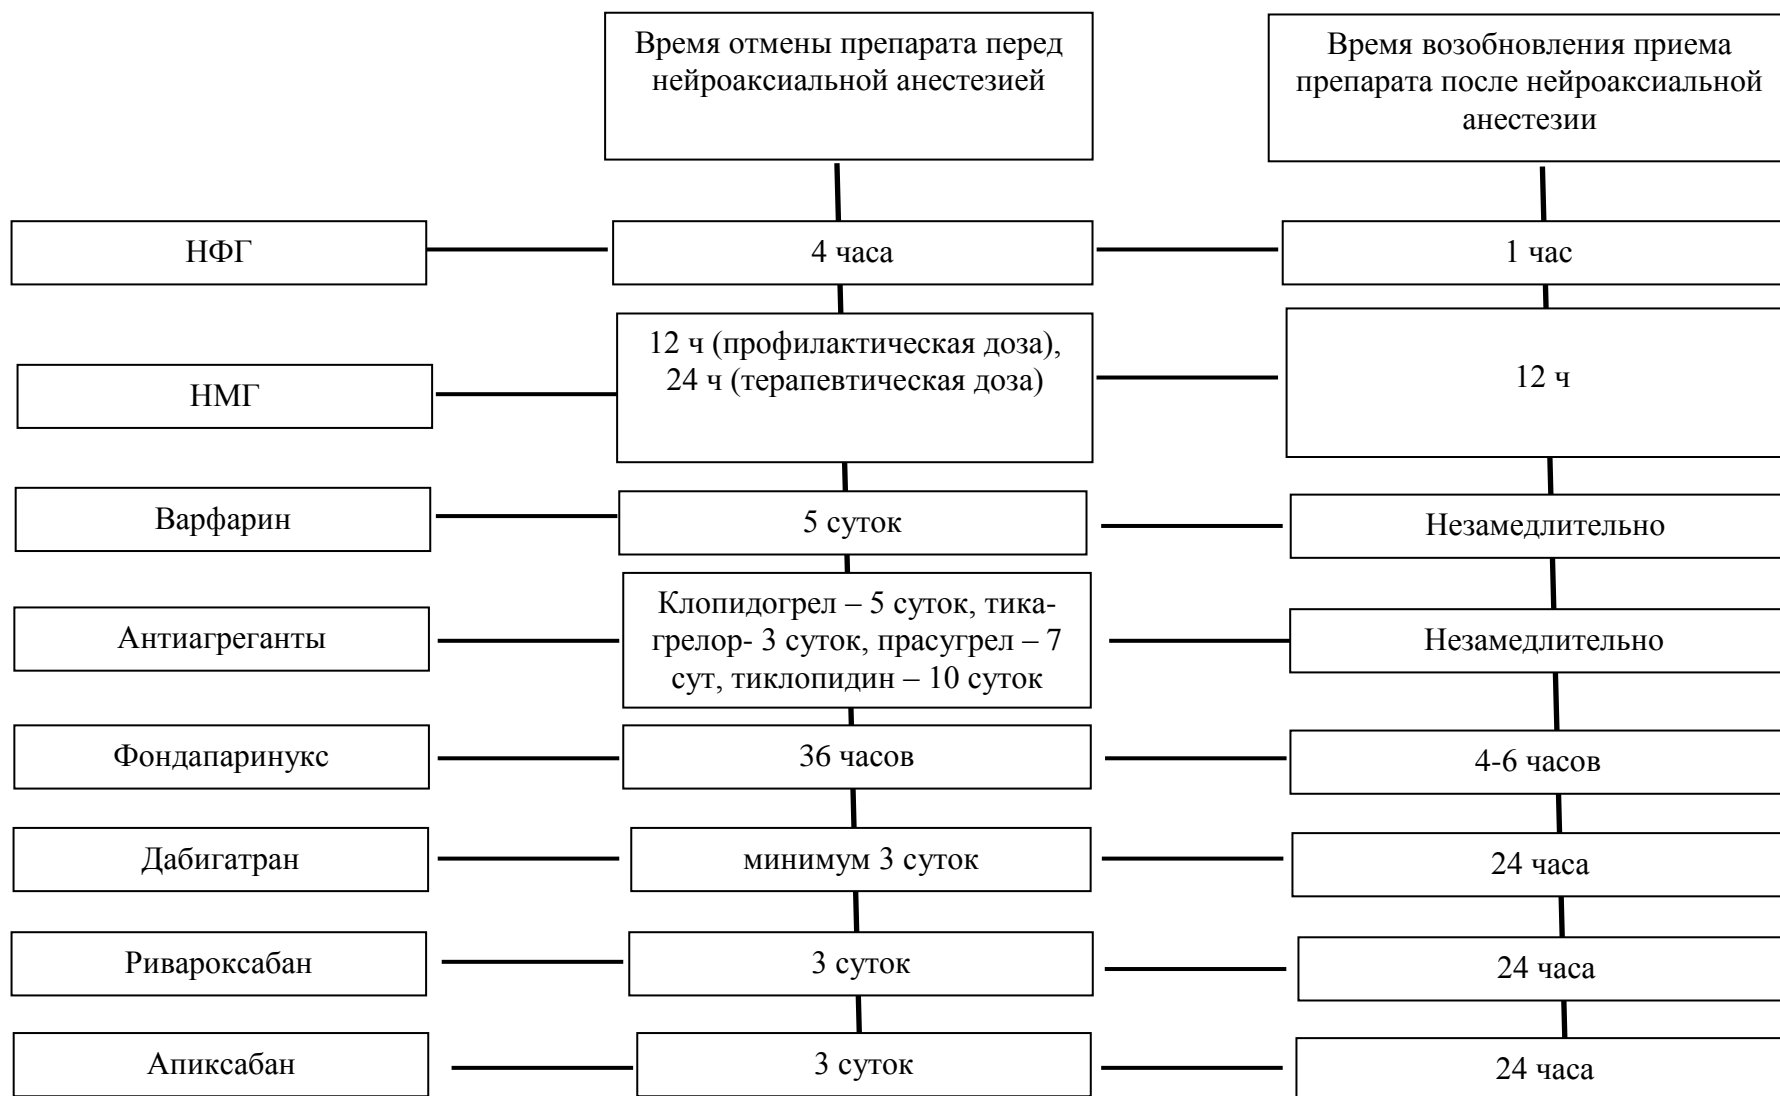 Время отмены препарата перед
нейроаксиальной анестезией
Время возобновления приема
препарата после нейроаксиальной
анестезии
НФГ
4 часа
1 час
НМГ
12 ч (профилактическая доза),
24 ч (терапевтическая доза)
12 ч
Варфарин
5 суток
Незамедлительно
Антиагреганты
Клопидогрел – 5 суток, тика-
грелор- 3 суток, прасугрел – 7
сут, тиклопидин – 10 суток
Незамедлительно
Фондапаринукс
36 часов
4-6 часов
Дабигатран
минимум 3 суток
24 часа
Ривароксабан
3 суток
24 часа
Апиксабан
3 суток
24 часа